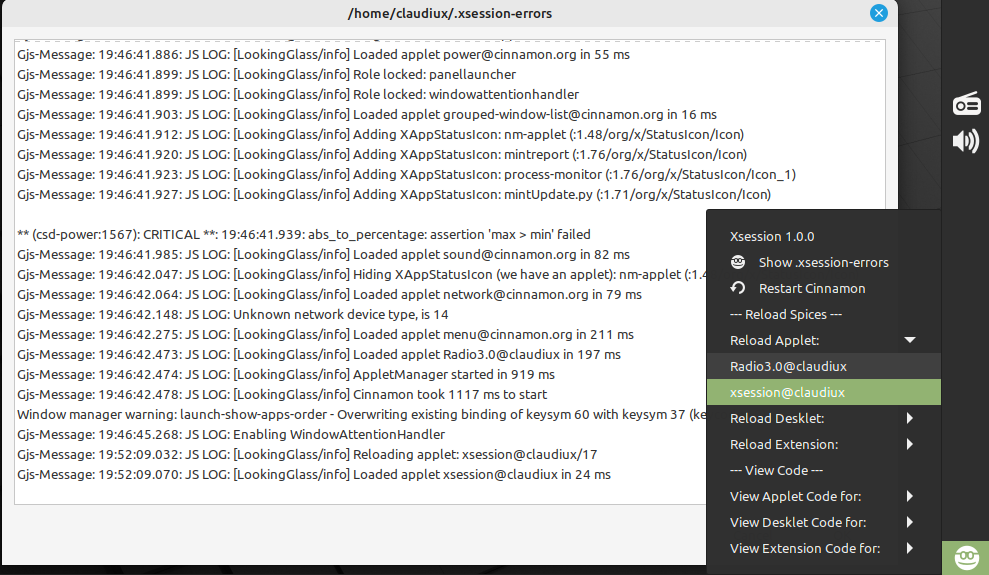 /home/claudiux/.xsession-errors
Gjs-Message: 19:46:41.886: JS LOG: [LookingGlass/info] Loaded applet power@cinnamon.org in 55 ms
Gjs-Message: 19:46:41.899: JS LOG: [LookingGlass/info] Role locked: panellauncher
Gjs-Message: 19:46:41.899: JS LOG: [LookingGlass/info] Role locked: windowattentionhandler
Gjs-Message: 19:46:41.903: JS LOG: [LookingGlass/info] Loaded applet grouped-window-list@cinnamon.org in 16 ms
Gjs-Message: 19:46:41.912: JS LOG: [LookingGlass/info] Adding XAppStatusIcon: nm-applet (:1.48/org/x/StatusIcon/Icon)
Gjs-Message: 19:46:41.920: JS LOG: [LookingGlass/info] Adding XAppStatusIcon: mintreport (:1.76/org/x/StatusIcon/Icon)
Gjs-Message: 19:46:41.923: JS LOG: [LookingGlass/info] Adding XAppStatusIcon: process-monitor (:1.76/org/x/StatusIcon/Icon_1)
Gjs-Message: 19:46:41.927: JS LOG: [LookingGlass/info] Adding XAppStatusIcon: mintUpdate.py (:1.71/org/x/StatusIcon/Icon)
** (csd-power:1567): CRITICAL **: 19:46:41.939: abs_to_percentage: assertion 'max > min' failed
Gjs-Message: 19:46:41.985: JS LOG: [LookingGlass/info] Loaded applet sound@cinnamon.org in 82 ms
Gjs-Message: 19:46:42.047: JS LOG: [LookingGlass/info] Hiding XAppStatusIcon (we have an applet): nm-applet (:1.4
Gjs-Message: 19:46:42.064: JS LOG: [LookingGlass/info] Loaded applet network@cinnamon.org in 79 ms
Gjs-Message: 19:46:42.148: JS LOG: Unknown network device type, is 14
Gjs-Message: 19:46:42.275: JS LOG: [LookingGlass/info] Loaded applet menu@cinnamon.org in 211 ms
Gjs-Message: 19:46:42.473: JS LOG: [LookingGlass/info] Loaded applet Radio3.0@claudiux in 197 ms
Gjs-Message: 19:46:42.474: JS LOG: [LookingGlass/info] AppletManager started in 919 ms
Gjs-Message: 19:46:42.478: JS LOG: [LookingGlass/info] Cinnamon took 1117 ms to start
Window manager warning: launch-show-apps-order - Overwriting existing binding of keysym 60 with keysym 37 (ke
Gjs-Message: 19:46:45.268: JS LOG: Enabling WindowAttentionHandler
Gjs-Message: 19:52:09.032: JS LOG: [LookingGlass/info] Reloading applet: xsession@claudiux/17
Gjs-Message: 19:52:09.070: JS LOG: [LookingGlass/info] Loaded applet xsession@claudiux in 24 ms
Xsession 1.0.0
Show .xsession-errors
Restart Cinnamon
--- Reload Spices ---
Reload Applet:
Radio3.0@claudiux
xsession@claudiux
Reload Desklet:
Reload Extension:
--- View Code ---
View Applet Code for:
View Desklet Code for:
View Extension Code for: